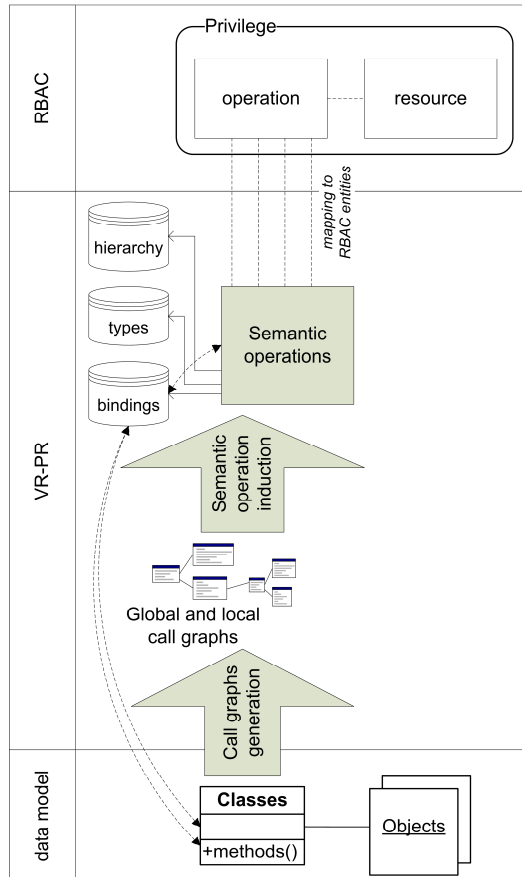 Privilege
RBAC
operation
resource
mapping to
RBAC entities
hierarchy
types
bindings
Semantic
operations
VR-PR
Semantic
operation
induction
Global and local
call graphs
Call graphs
generation
data model
Classes
+methods()
Objects